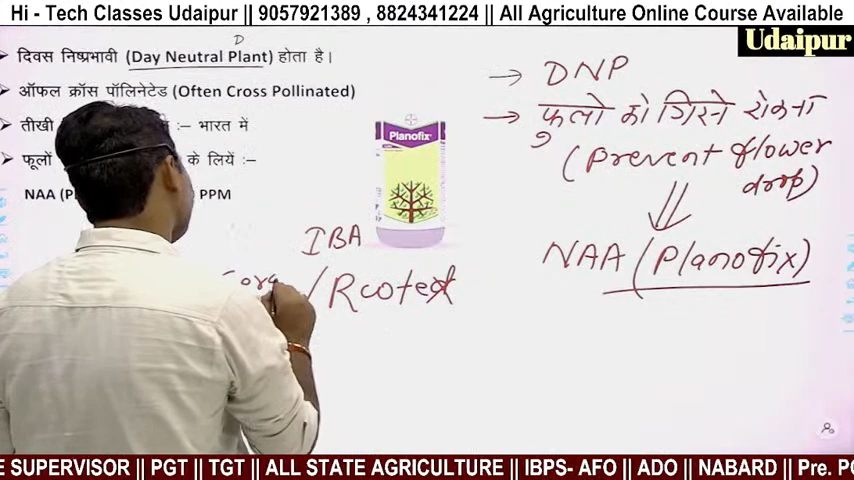 Hi - Tech Classes Udaipur || 9057921389 , 8824341224 || All Agriculture Online Course Available
Udaipur
D
दिवस निष्प्रभावी (Day Neutral Plant) होता है।
ऑफल क्रॉस पॉलिनेटेड (Often Cross Pollinated)
तीखी :– भारत में
फूलों के लियें :–
NAA PPM
Planofix
IBA
/ Rootex
→ DNP
→ फुलो को गिरने रोकना
(Prevent flower
drop)
NAA (Planofix)
E SUPERVISOR || PGT || TGT || ALL STATE AGRICULTURE || IBPS- AFO || ADO || NABARD || Pre. PG